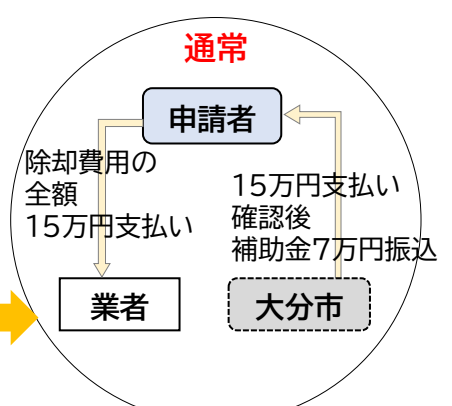 通常
申請者
除却費用の
全額
15万円支払い
15万円支払い
確認後
補助金7万円振込
業者
大分市